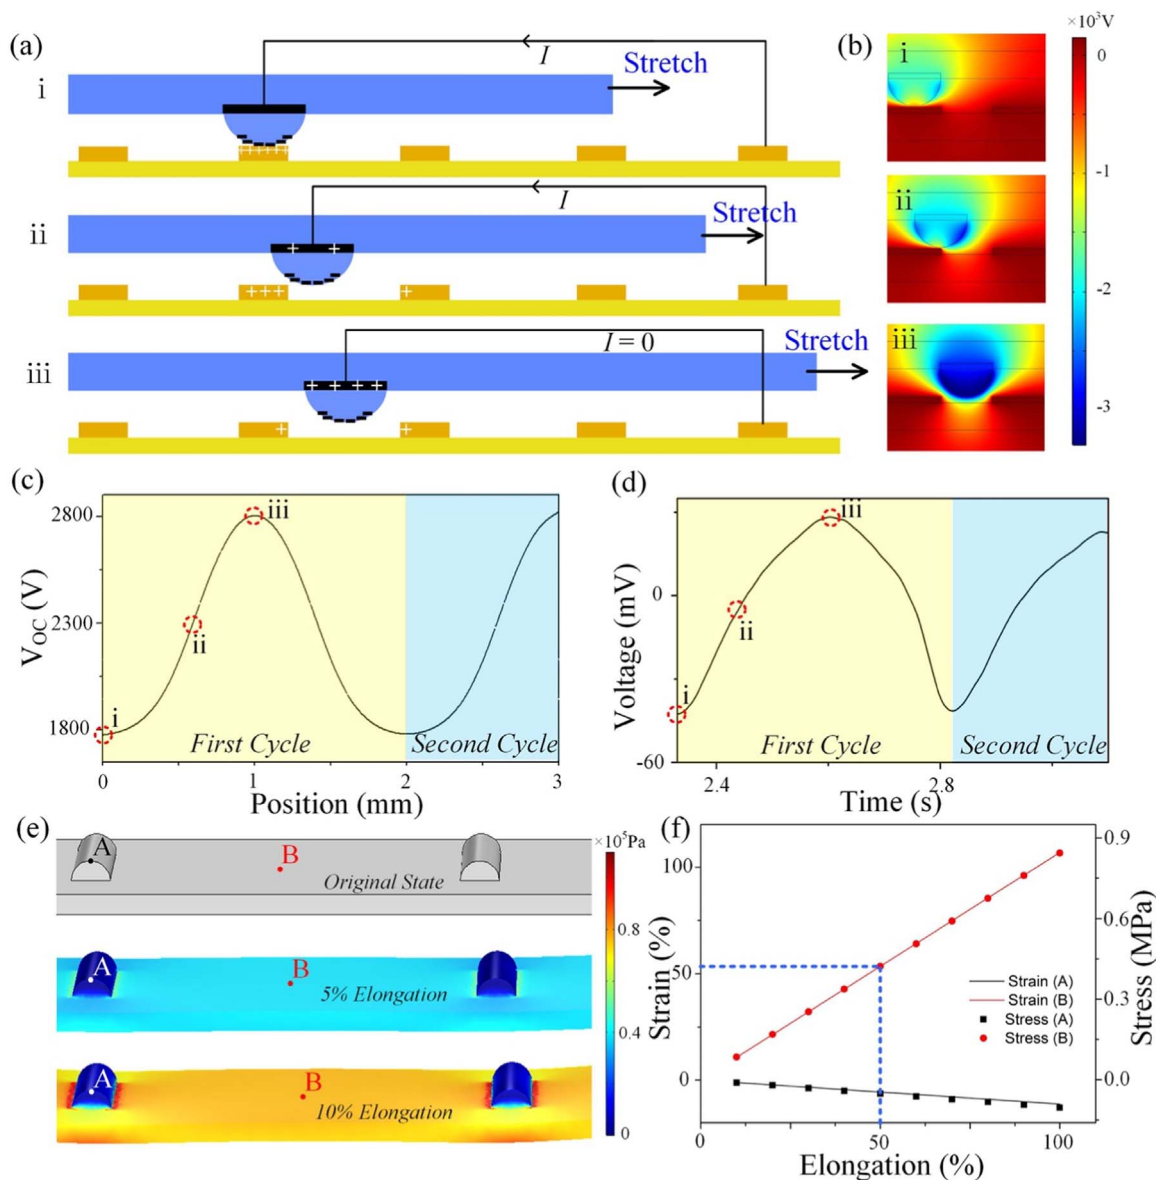 (a)
i
I
Stretch
+ + + + + +
ii
I
Stretch
+ +
+ + + +
iii
I = 0
Stretch
+ + + +
+ +
(b)
×10³V
i
ii
iii
0
-1
-2
-3
(c)
2800
2300
1800
V_OC (V)
i
ii
iii
First Cycle
Second Cycle
0 1 2 3
Position (mm)
(d)
0
-60
Voltage (mV)
i
ii
iii
First Cycle
Second Cycle
2.4 2.8
Time (s)
(e)
×10⁵Pa
A
B
Original State
A
B
5% Elongation
A
B
10% Elongation
0.8
0.4
0
(f)
100
50
0
Strain (%)
0.9
0.6
0.3
0.0
Stress (MPa)
Strain (A)
Strain (B)
Stress (A)
Stress (B)
0 50 100
Elongation (%)